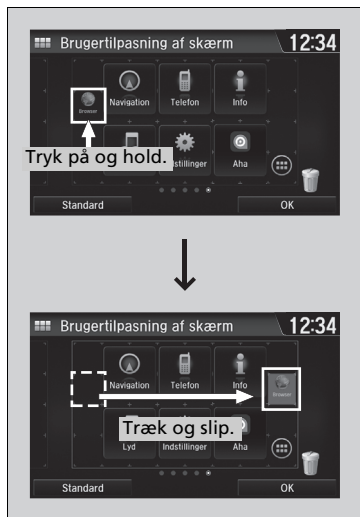 Brugertilpasning af skærm 12:34
Browser Navigation Telefon Info
Tryk på og hold.
dstillinger Aha
Standard OK
Brugertilpasning af skærm 12:34
Navigation Telefon Info Browser
Træk og slip.
Lyd Indstillinger Aha
Standard OK